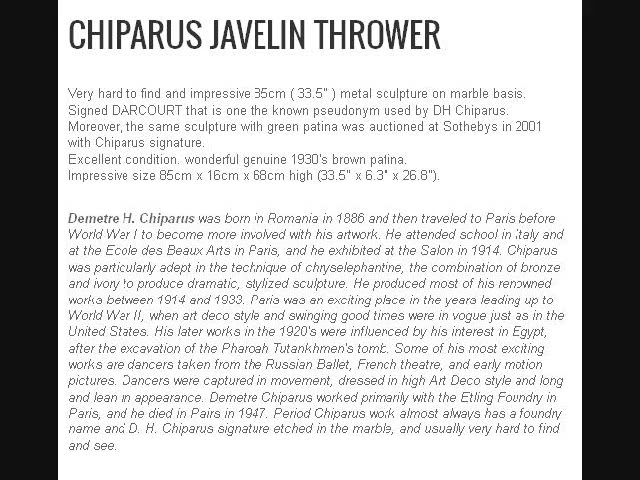 CHIPARUS JAVELIN THROWER
Very hard to find and impressive 35cm ( 33.5" ) metal sculpture on marble basis.
Signed DARCOURT that is one the known pseudonym used by DH Chiparus.
Moreover, the same sculpture with green patina was auctioned at Sothebys in 2001
with Chiparus signature.
Excellent condition. wonderful genuine 1930's brown patina.
Impressive size 85cm x 16cm x 68cm high (33.5" x 6.3" x 26.8").
Demetre H. Chiparus was born in Romania in 1886 and then traveled to Paris before
World War I to become more involved with his artwork. He attended school in Italy and
at the Ecole des Beaux Arts in Paris, and he exhibited at the Salon in 1914. Chiparus
was particularly adept in the technique of chryselephantine, the combination of bronze
and ivory to produce dramatic, stylized sculpture. He produced most of his renowned
works between 1914 and 1933. Paris was an exciting place in the years leading up to
World War II, when art deco style and swinging good times were in vogue just as in the
United States. His later works in the 1920's were influenced by his interest in Egypt,
after the excavation of the Pharoah Tutankhmen's tomb. Some of his most exciting
works are dancers taken from the Russian Ballet, French theatre, and early motion
pictures. Dancers were captured in movement, dressed in high Art Deco style and long
and lean in appearance. Demetre Chiparus worked primarily with the Etling Foundry in
Paris, and he died in Pairs in 1947. Period Chiparus work almost always has a foundry
name and D. H. Chiparus signature etched in the marble, and usually very hard to find
and see.